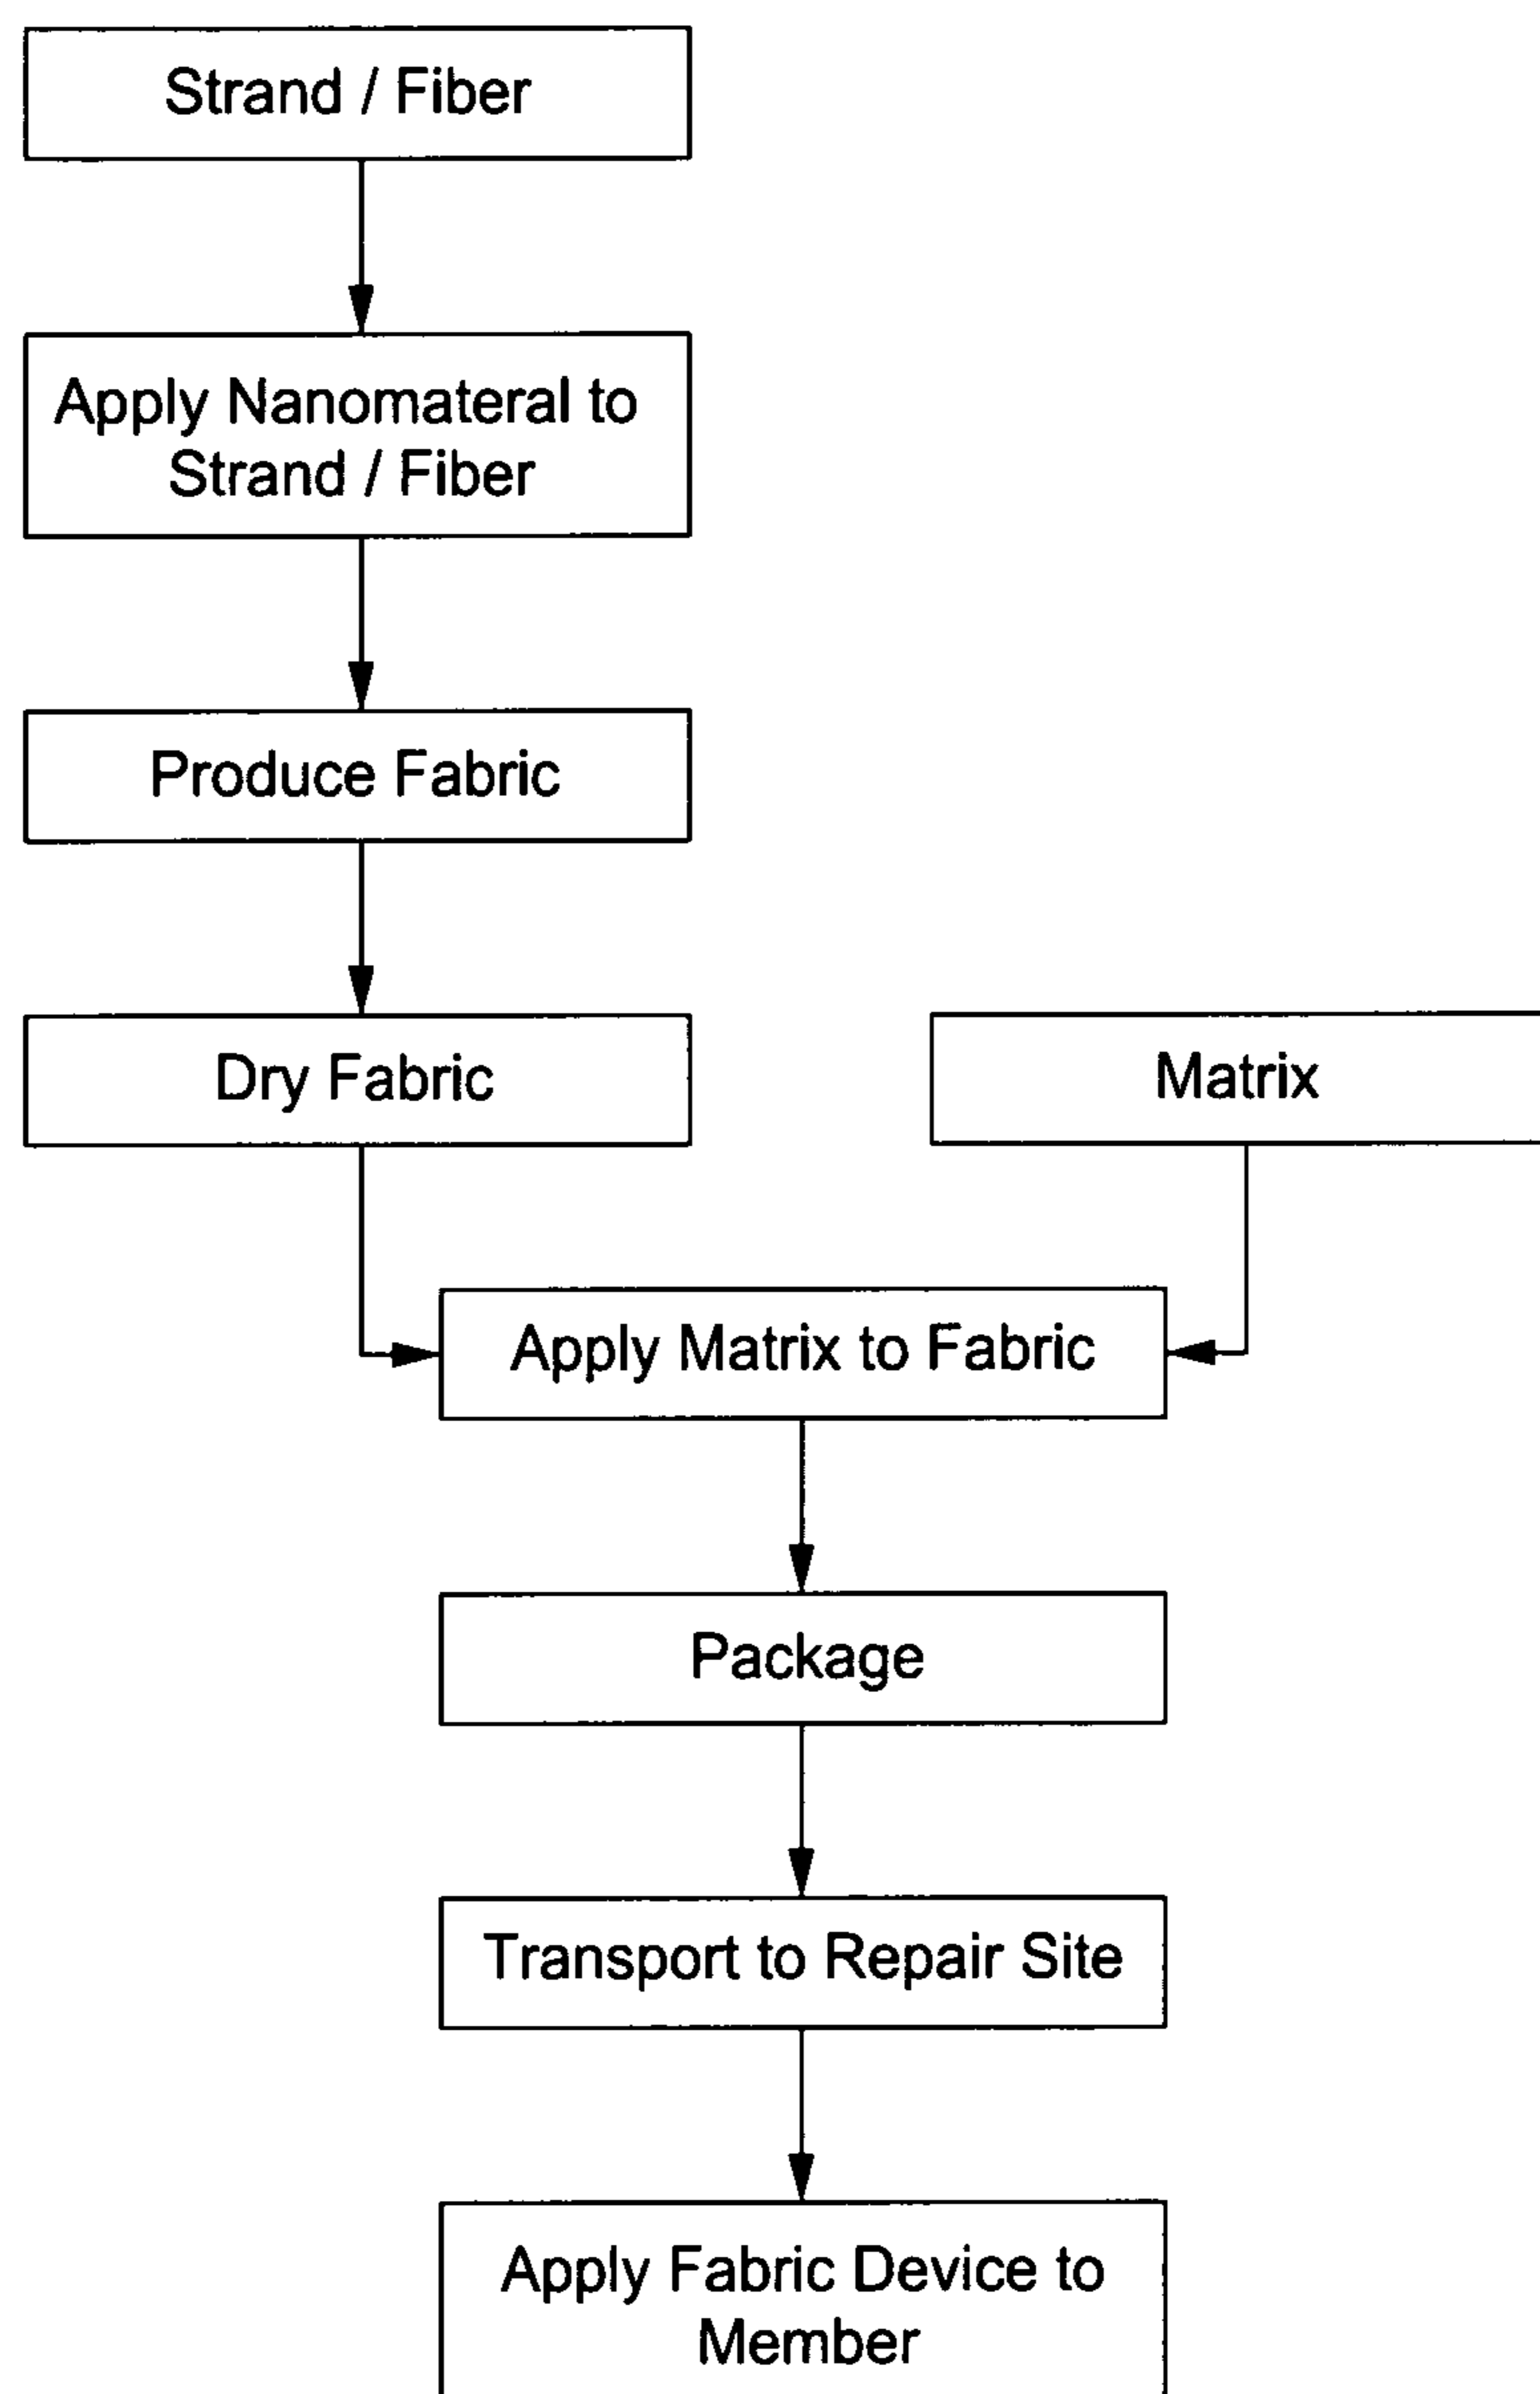 Strand / Fiber
Apply Nanomateral to
Strand / Fiber
Produce Fabric
Dry Fabric
Matrix
Apply Matrix to Fabric
Package
Transport to Repair Site
Apply Fabric Device to
Member